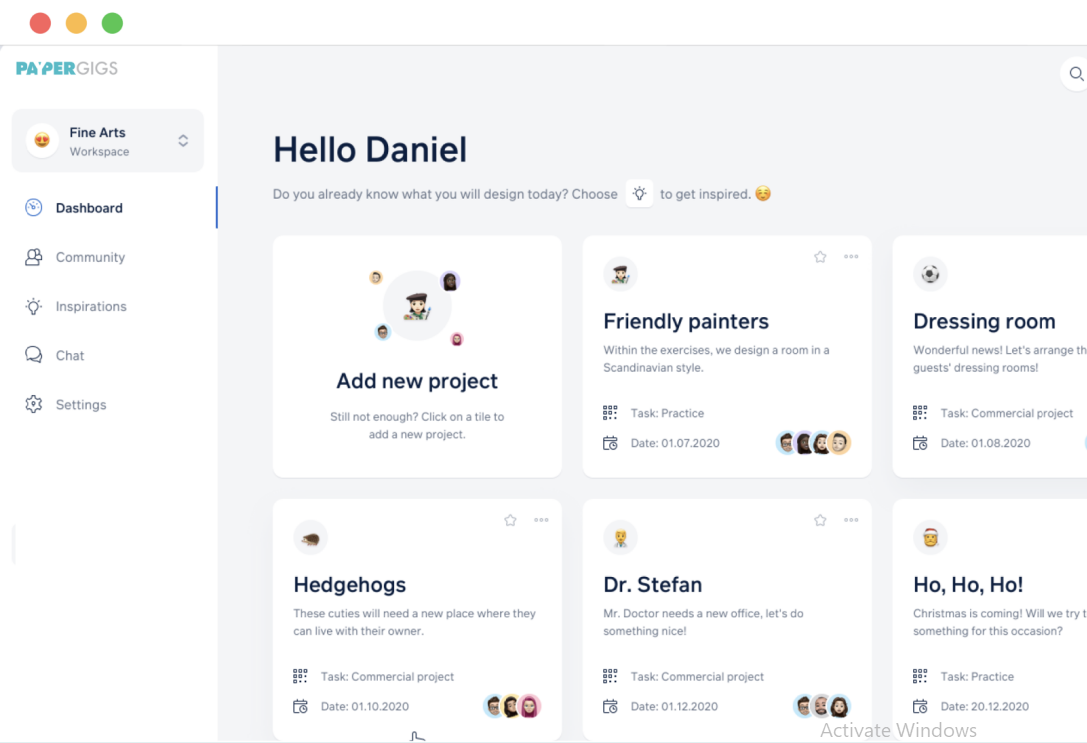 PAPERGIGS
Fine Arts
Workspace
Dashboard
Community
Inspirations
Chat
Settings
Hello Daniel
Do you already know what you will design today? Choose to get inspired.
Add new project
Still not enough? Click on a tile to
add a new project.
Friendly painters
Within the exercises, we design a room in a
Scandinavian style.
Task: Practice
Date: 01.07.2020
Dressing room
Wonderful news! Let's arrange th
guests' dressing rooms!
Task: Commercial project
Date: 01.08.2020
Hedgehogs
These cuties will need a new place where they
can live with their owner.
Task: Commercial project
Date: 01.10.2020
Dr. Stefan
Mr. Doctor needs a new office, let's do
something nice!
Task: Commercial project
Date: 01.12.2020
Ho, Ho, Ho!
Christmas is coming! Will we try t
something for this occasion?
Task: Practice
Date: 20.12.2020
Activate Windows